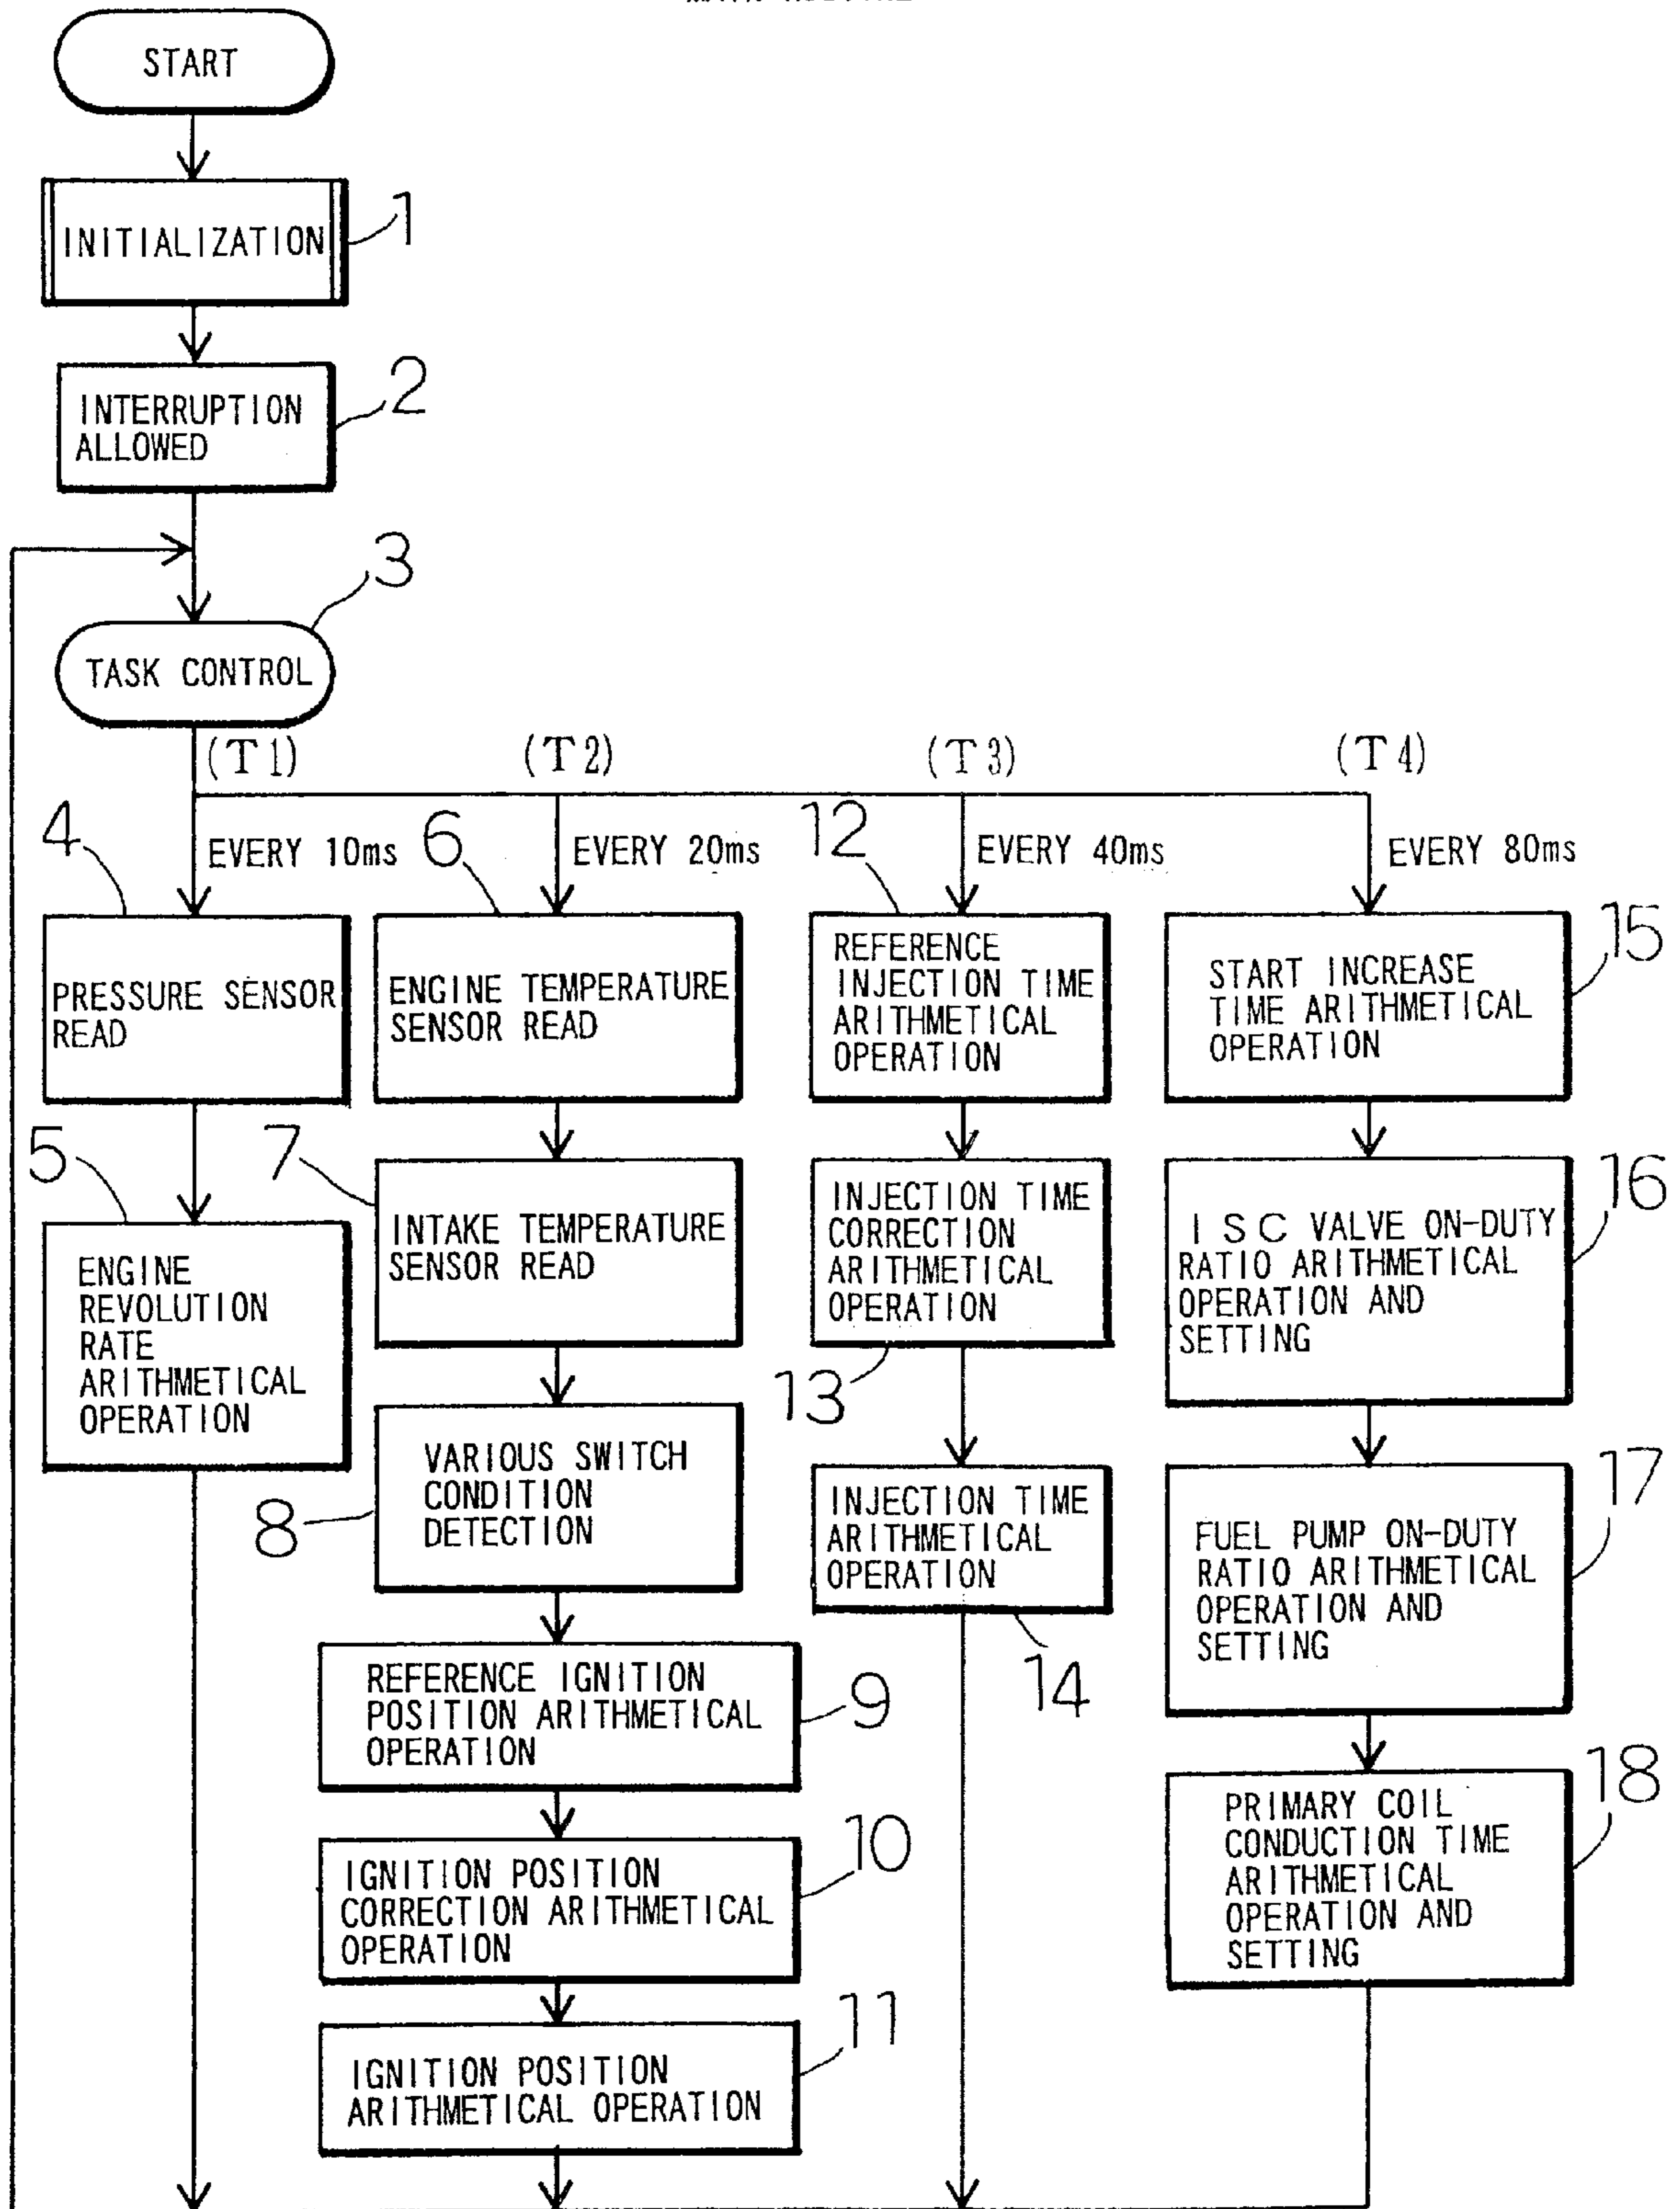 START
1
INITIALIZATION
2
INTERRUPTION
ALLOWED
3
TASK CONTROL
(T1)
(T2)
(T3)
(T4)
4
EVERY 10ms
6
EVERY 20ms
12
EVERY 40ms
EVERY 80ms
PRESSURE SENSOR
READ
ENGINE TEMPERATURE
SENSOR READ
REFERENCE
INJECTION TIME
ARITHMETICAL
OPERATION
15
START INCREASE
TIME ARITHMETICAL
OPERATION
5
ENGINE
REVOLUTION
RATE
ARITHMETICAL
OPERATION
7
INTAKE TEMPERATURE
SENSOR READ
INJECTION TIME
CORRECTION
ARITHMETICAL
OPERATION
13
16
ISC VALVE ON-DUTY
RATIO ARITHMETICAL
OPERATION AND
SETTING
8
VARIOUS SWITCH
CONDITION
DETECTION
INJECTION TIME
ARITHMETICAL
OPERATION
14
17
FUEL PUMP ON-DUTY
RATIO ARITHMETICAL
OPERATION AND
SETTING
REFERENCE IGNITION
POSITION ARITHMETICAL
OPERATION
9
18
PRIMARY COIL
CONDUCTION TIME
ARITHMETICAL
OPERATION AND
SETTING
IGNITION POSITION
CORRECTION ARITHMETICAL
OPERATION
10
IGNITION POSITION
ARITHMETICAL OPERATION
11